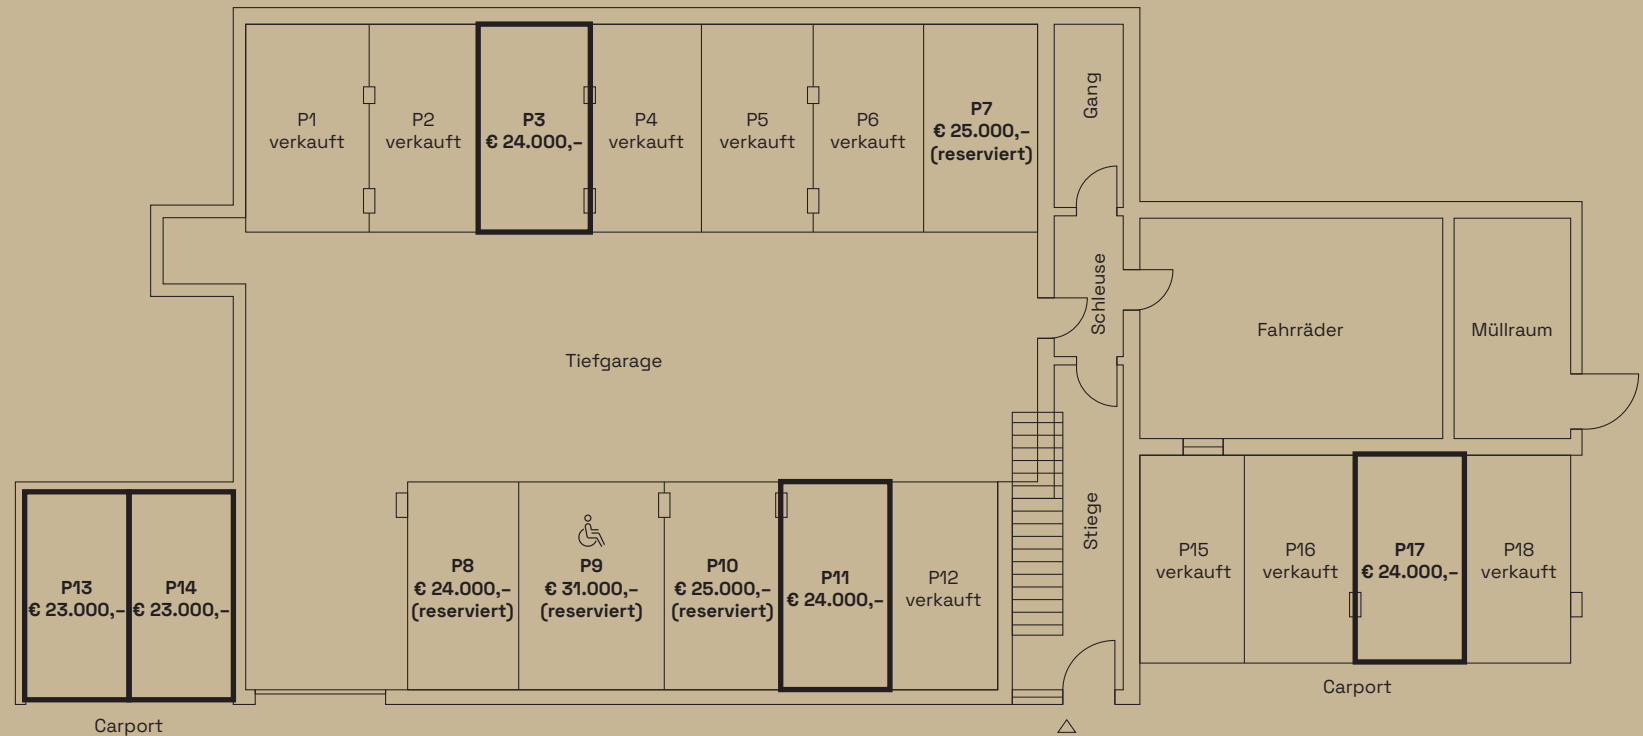 P1
verkauft
P2
verkauft
P3
€ 24.000,–
P4
verkauft
P5
verkauft
P6
verkauft
P7
€ 25.000,–
(reserviert)
Gang
Schleuse
Fahrräder
Müllraum
Tiefgarage
Stiege
P13
€ 23.000,–
P14
€ 23.000,–
Carport
P8
€ 24.000,–
(reserviert)
P9
€ 31.000,–
(reserviert)
P10
€ 25.000,–
(reserviert)
P11
€ 24.000,–
P12
verkauft
P15
verkauft
P16
verkauft
P17
€ 24.000,–
P18
verkauft
Carport